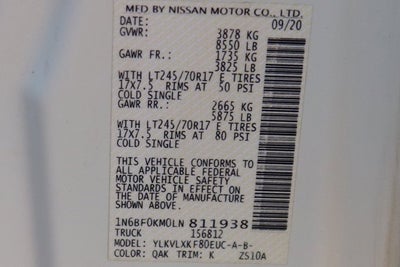 MFD BY NISSAN MOTOR CO., LTD.
DATE: 09/20
GVWR: 3878 KG
8550 LB
GAWR FR.: 1735 KG
3825 LB
WITH LT245/70R17 E TIRES
17X7.5 RIMS AT 50 PSI
COLD SINGLE
GAWR RR.: 2665 KG
5875 LB
WITH LT245/70R17 E TIRES
17X7.5 RIMS AT 80 PSI
COLD SINGLE
THIS VEHICLE CONFORMS TO
ALL APPLICABLE FEDERAL
MOTOR VEHICLE SAFETY
STANDARDS IN EFFECT ON
THE DATE OF MANUFACTURE
SHOWN ABOVE.
1N6BF0KM0LN 811938
TRUCK 156812
MODEL: YLKVLXKF80EUC-A-B-
COLOR: QAK TRIM: K ZS10A